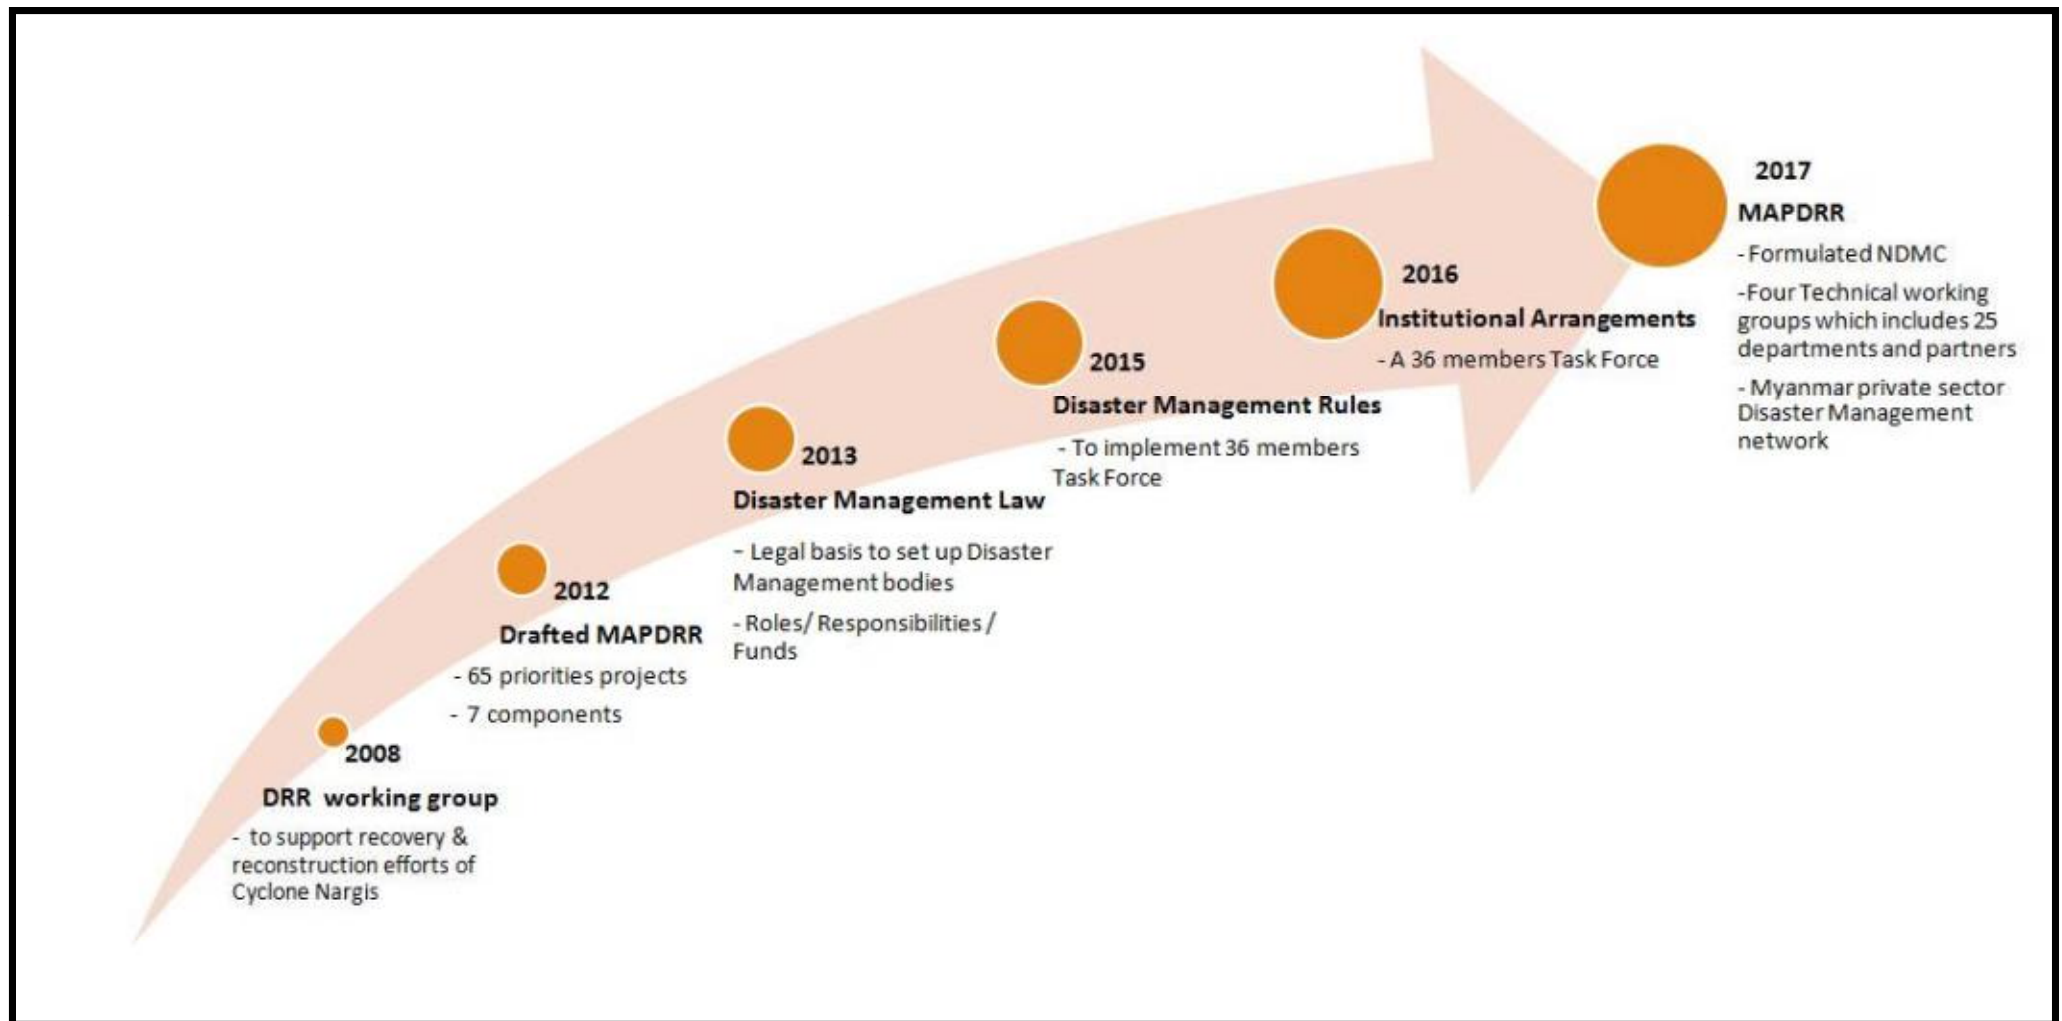 2008
DRR working group
- to support recovery &
reconstruction efforts of
Cyclone Nargis
2012
Drafted MAPDRR
- 65 priorities projects
- 7 components
2013
Disaster Management Law
- Legal basis to set up Disaster
Management bodies
- Roles/ Responsibilities /
Funds
2015
Disaster Management Rules
- To implement 36 members
Task Force
2016
Institutional Arrangements
- A 36 members Task Force
2017
MAPDRR
- Formulated NDMC
-Four Technical working
groups which includes 25
departments and partners
- Myanmar private sector
Disaster Management
network